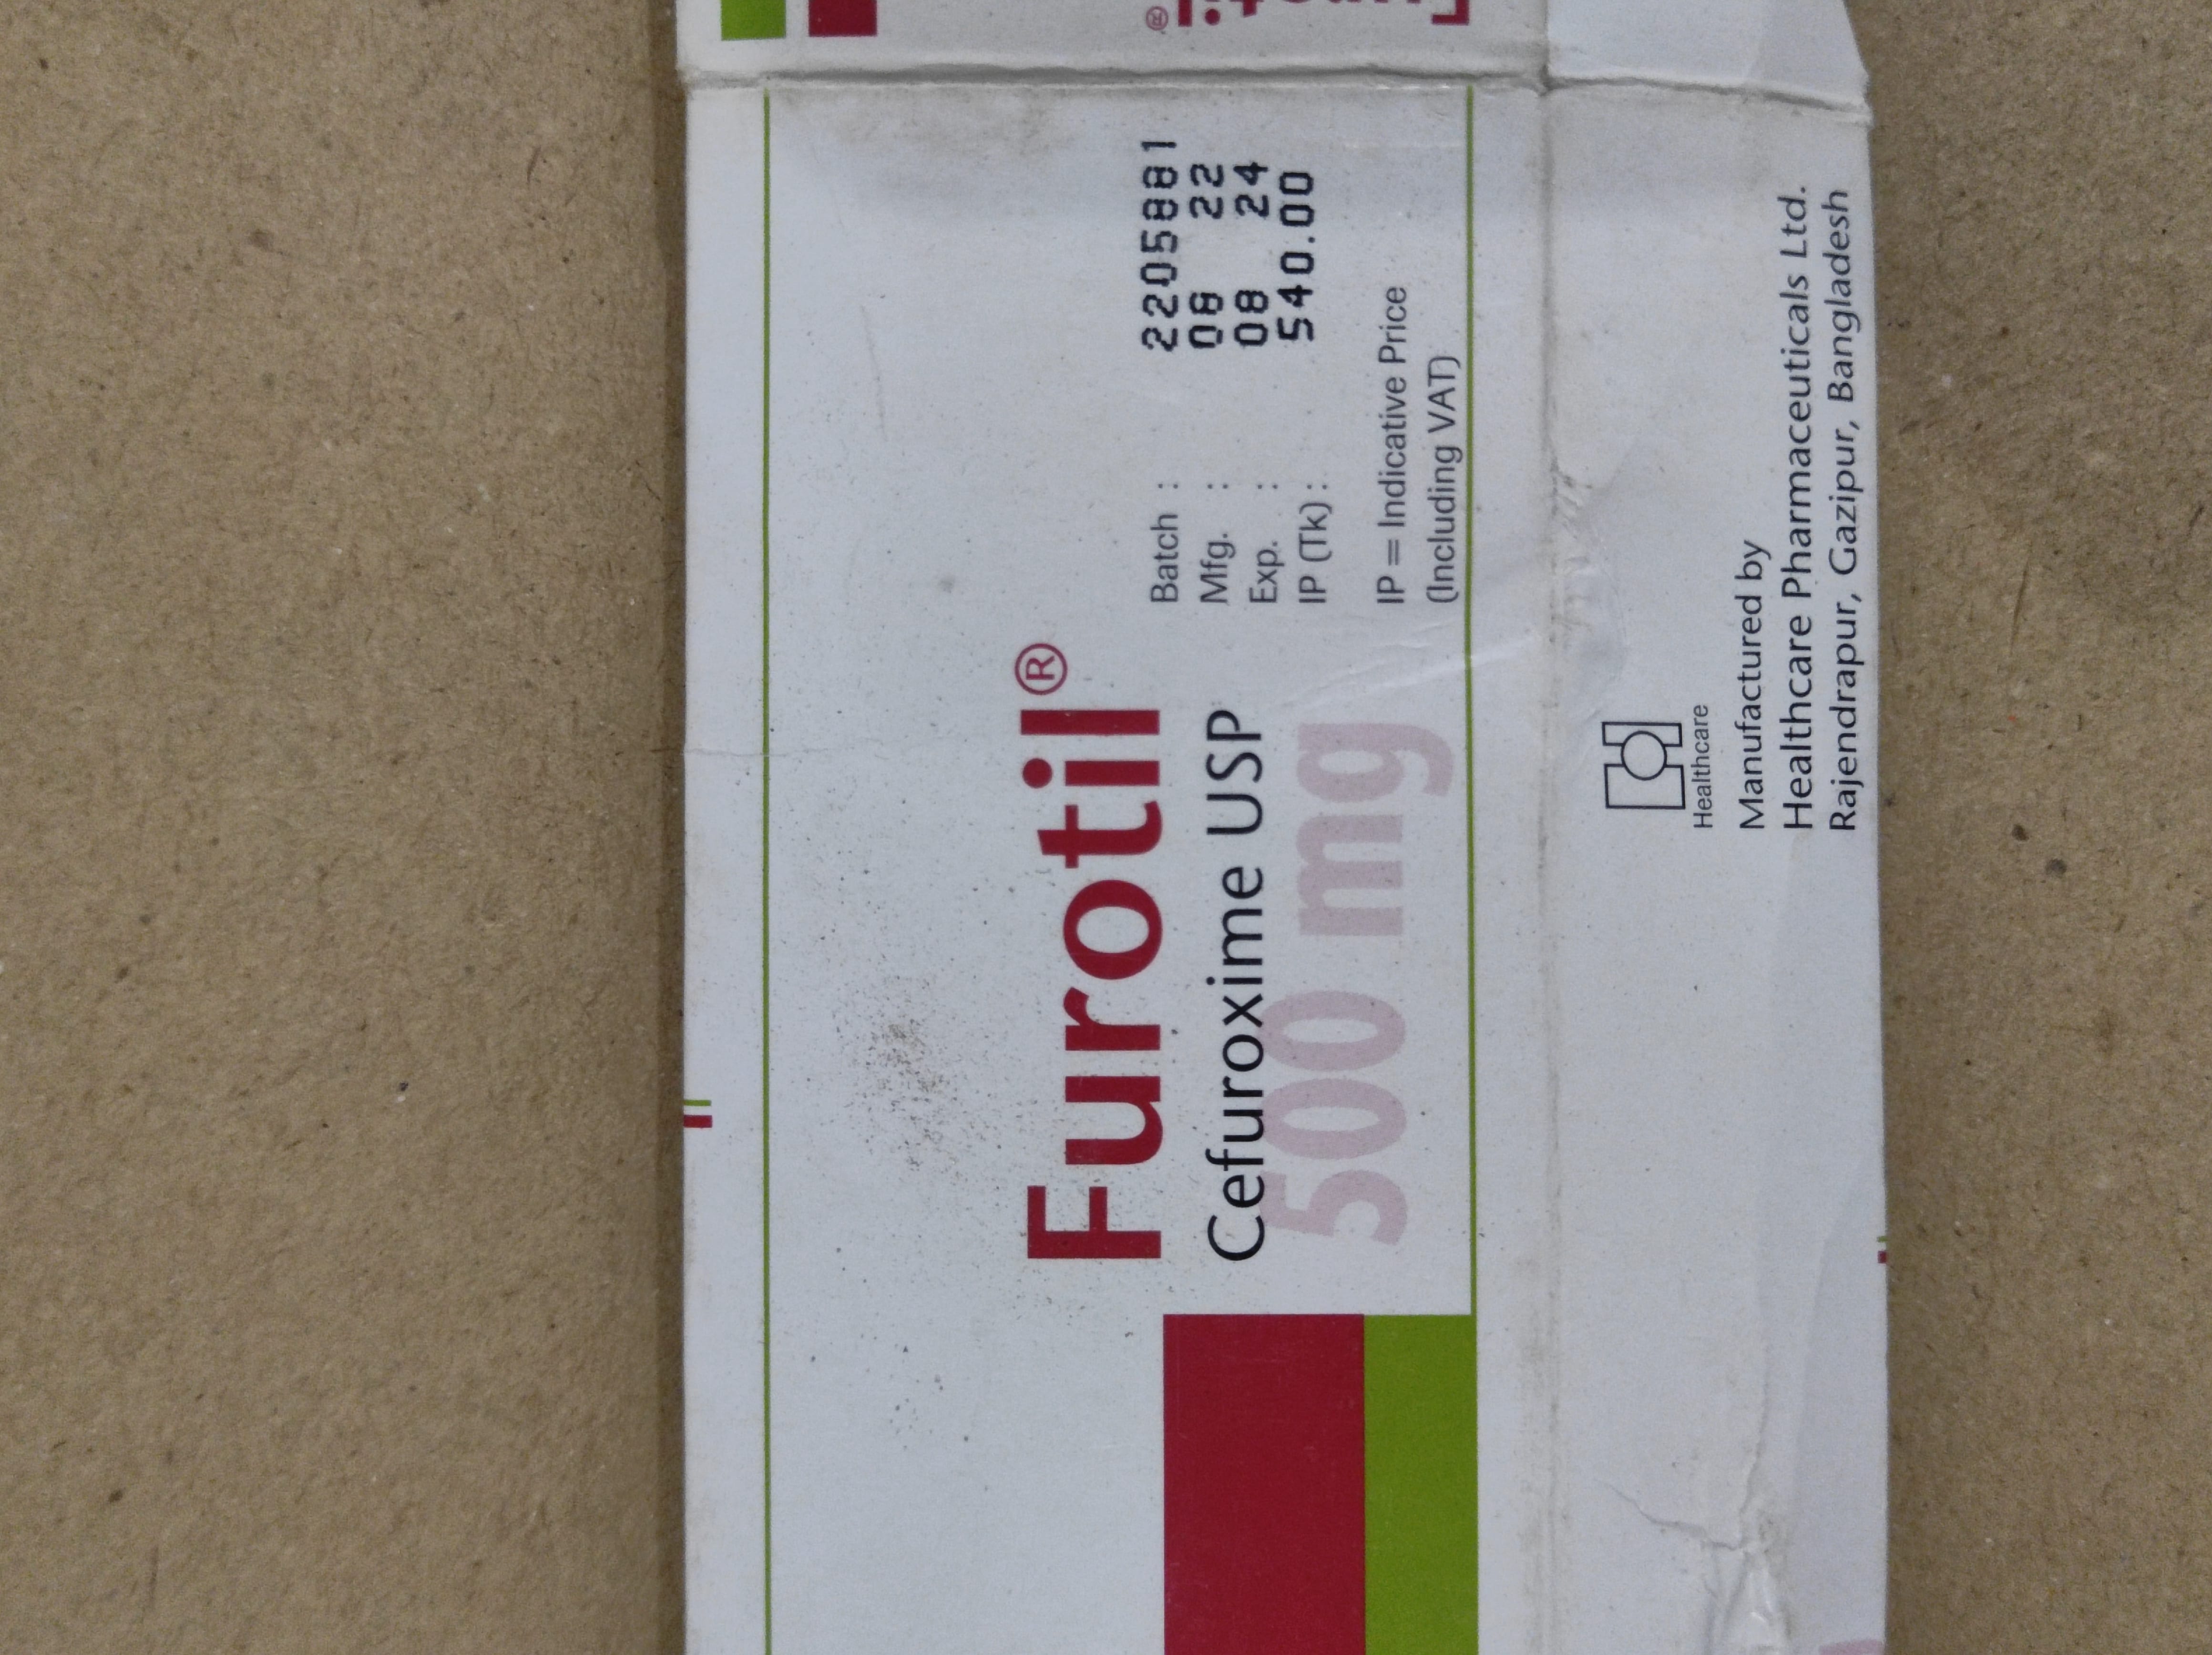 Furotil®
Cefuroxime USP
500 mg
Batch : 2205881
Mfg. : 08 22
Exp. : 08 24
IP (Tk) : 540.00
IP = Indicative Price
(Including VAT)
Healthcare
Manufactured by
Healthcare Pharmaceuticals Ltd.
Rajendrapur, Gazipur, Bangladesh